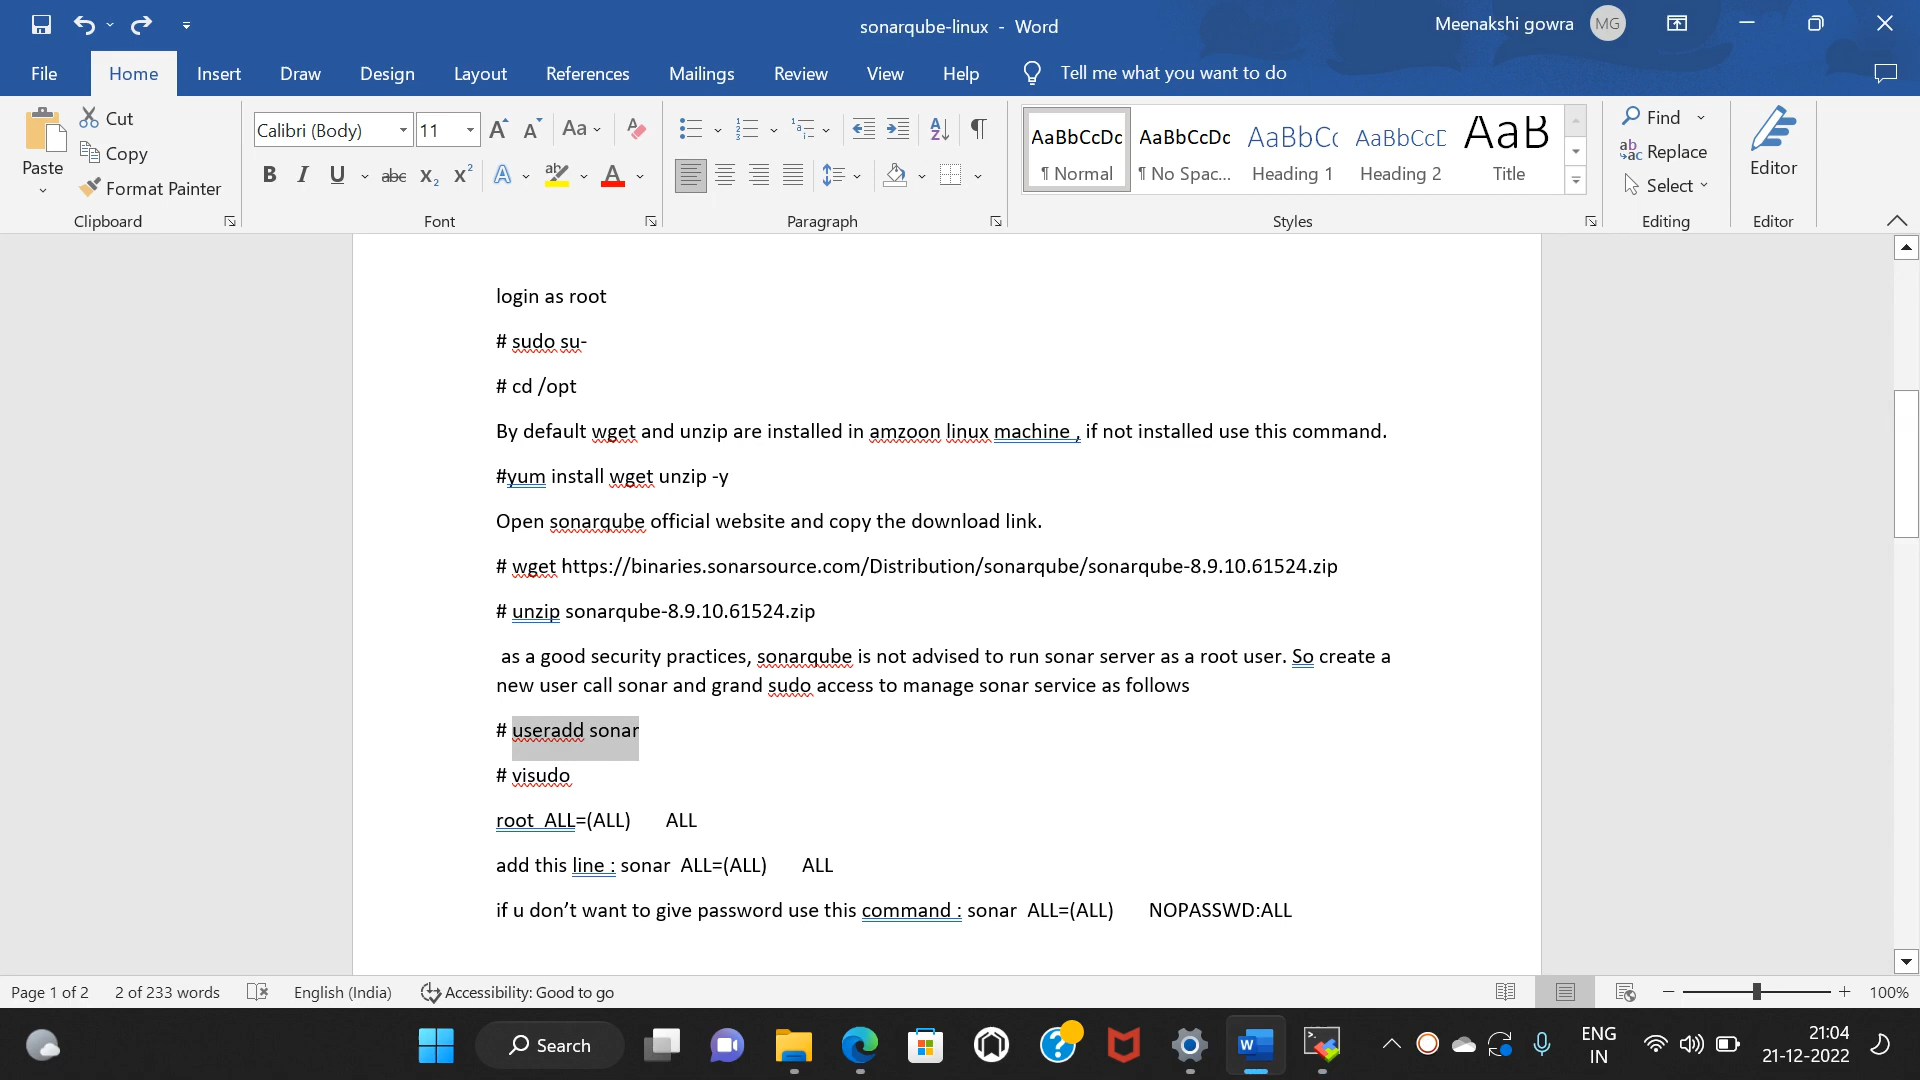 sonarqube-linux - Word
Meenakshi gowra MG
File Home Insert Draw Design Layout References Mailings Review View Help Tell me what you want to do
Paste
Cut
Copy
Format Painter
Clipboard
Calibri (Body) 11
Font
Paragraph
AaBbCcDc AaBbCcDc AaBbCc AaBbCcD AaB
¶ Normal ¶ No Spac... Heading 1 Heading 2 Title
Styles
Find
Replace
Select
Editing
Editor
Editor
login as root
# sudo su-
# cd /opt
By default wget and unzip are installed in amzoon linux machine , if not installed use this command.
#yum install wget unzip -y
Open sonarqube official website and copy the download link.
# wget https://binaries.sonarsource.com/Distribution/sonarqube/sonarqube-8.9.10.61524.zip
# unzip sonarqube-8.9.10.61524.zip
as a good security practices, sonarqube is not advised to run sonar server as a root user. So create a
new user call sonar and grand sudo access to manage sonar service as follows
# useradd sonar
# visudo
root ALL=(ALL) ALL
add this line : sonar ALL=(ALL) ALL
if u don’t want to give password use this command : sonar ALL=(ALL) NOPASSWD:ALL
Page 1 of 2 2 of 233 words English (India) Accessibility: Good to go 100%
Search
ENG
IN
21:04
21-12-2022